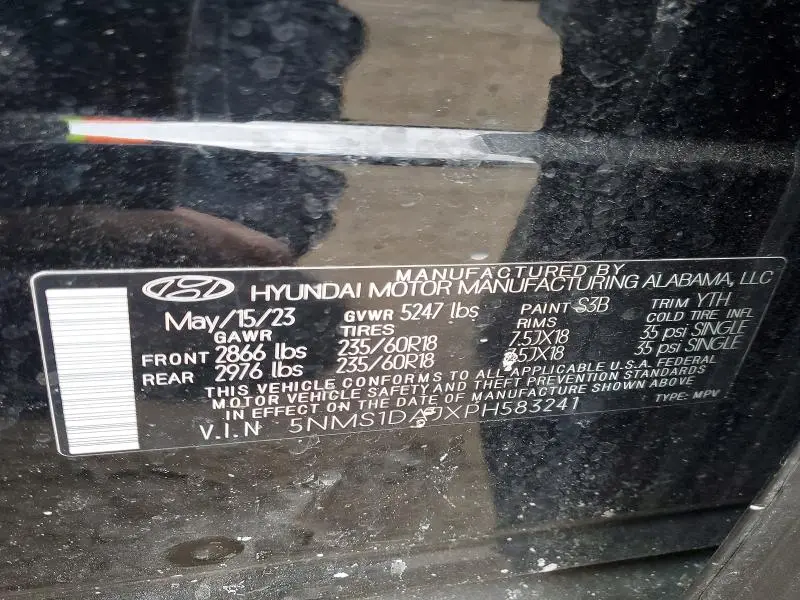 MANUFACTURED BY
HYUNDAI MOTOR MANUFACTURING ALABAMA, LLC
May/15/23 GVWR 5247 lbs PAINT S3B TRIM YTH
GAWR TIRES RIMS COLD TIRE INFL
FRONT 2866 lbs 235/60R18 7.5JX18 35 psi SINGLE
REAR 2976 lbs 235/60R18 .5JX18 35 psi SINGLE
THIS VEHICLE CONFORMS TO ALL APPLICABLE U.S.A. FEDERAL
MOTOR VEHICLE SAFETY AND THEFT PREVENTION STANDARDS
IN EFFECT ON THE DATE OF MANUFACTURE SHOWN ABOVE
V.I.N 5NMS1DAJXPH583241 TYPE: MPV